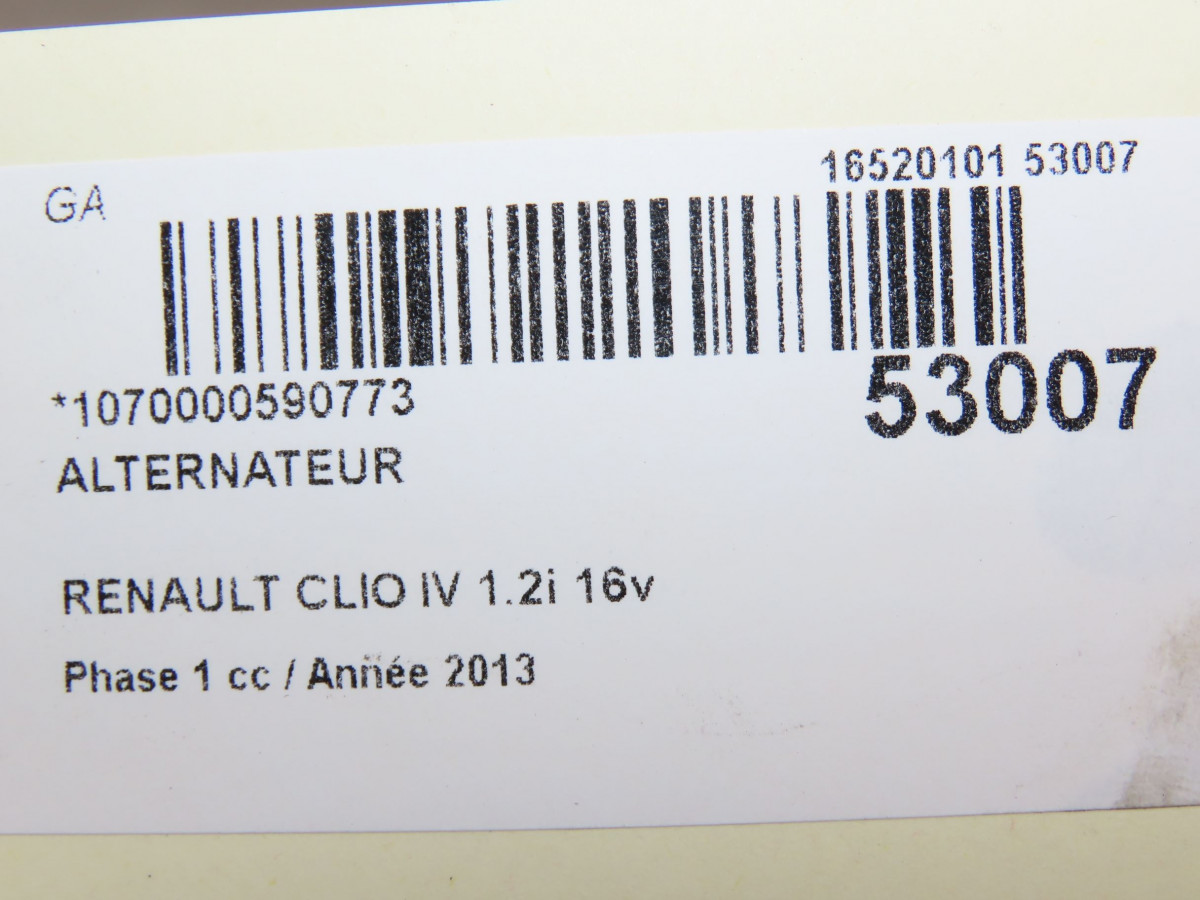 16520101 53007
GA
53007
*1070000590773
ALTERNATEUR
RENAULT CLIO IV 1.2i 16v
Phase 1 cc / Année 2013